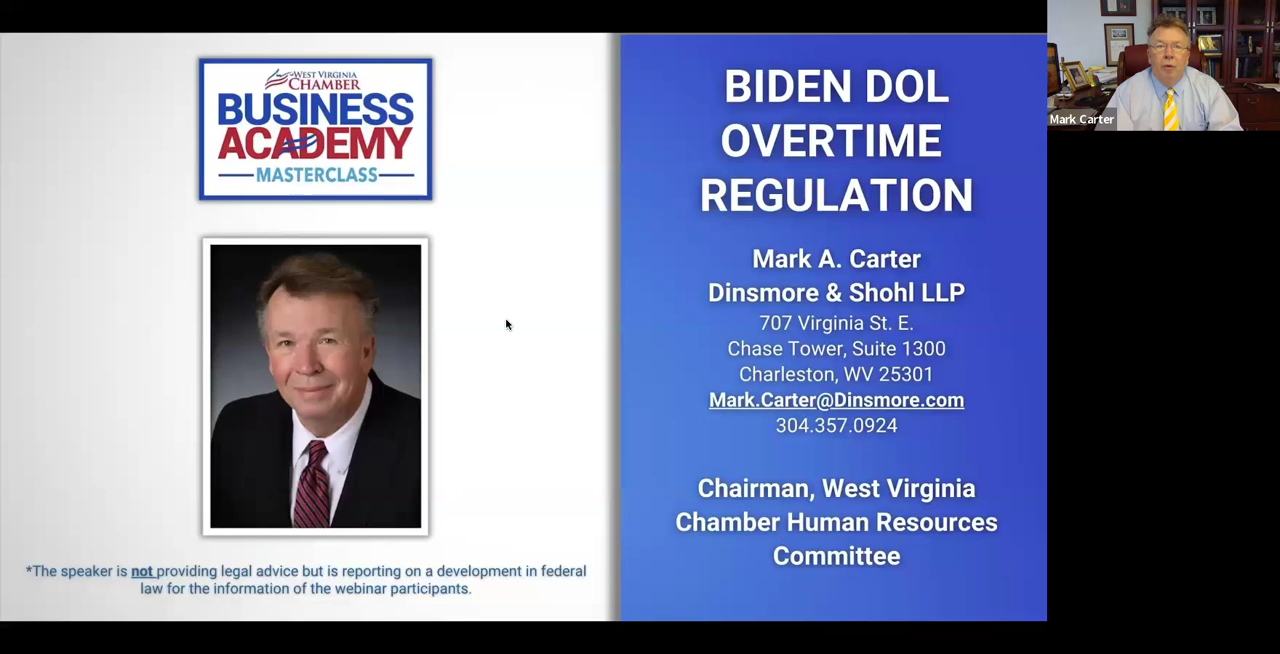 WEST VIRGINIA
CHAMBER
BUSINESS
ACADEMY
MASTERCLASS
*The speaker is not providing legal advice but is reporting on a development in federal
law for the information of the webinar participants.
BIDEN DOL
OVERTIME
REGULATION
Mark A. Carter
Dinsmore & Shohl LLP
707 Virginia St. E.
Chase Tower, Suite 1300
Charleston, WV 25301
Mark.Carter@Dinsmore.com
304.357.0924
Chairman, West Virginia
Chamber Human Resources
Committee
Mark Carter